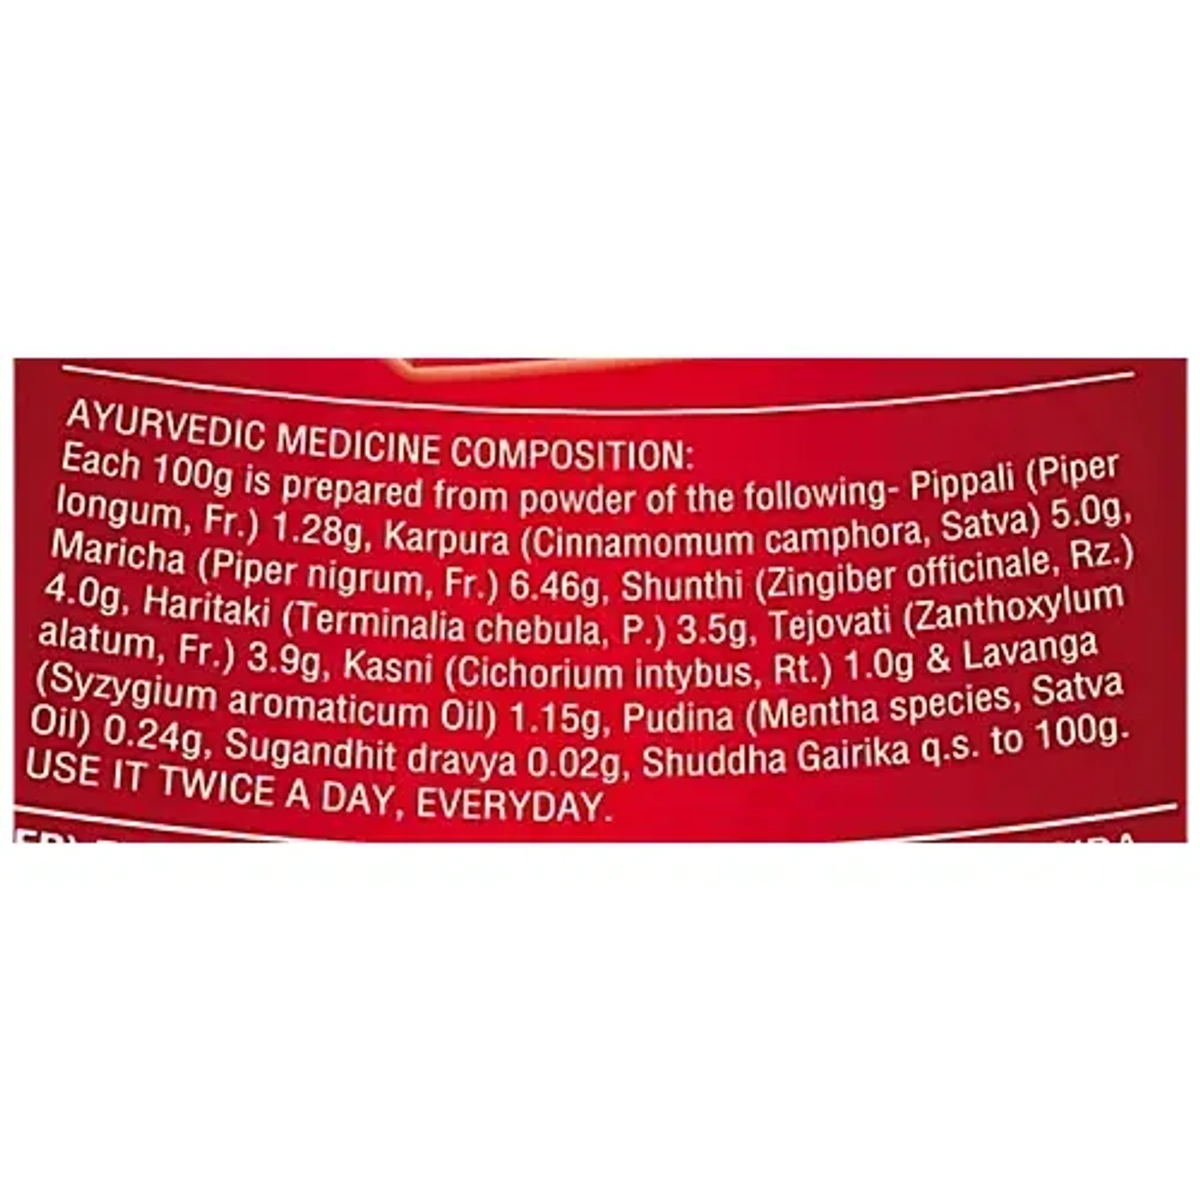 AYURVEDIC MEDICINE COMPOSITION:
Each 100g is prepared from powder of the following- Pippali (Piper
longum, Fr.) 1.28g, Karpura (Cinnamomum camphora, Satva) 5.0g,
Maricha (Piper nigrum, Fr.) 6.46g, Shunthi (Zingiber officinale, Rz.)
4.0g, Haritaki (Terminalia chebula, P.) 3.5g, Tejovati (Zanthoxylum
alatum, Fr.) 3.9g, Kasni (Cichorium intybus, Rt.) 1.0g & Lavanga
(Syzygium aromaticum Oil) 1.15g, Pudina (Mentha species, Satva
Oil) 0.24g, Sugandhit dravya 0.02g, Shuddha Gairika q.s. to 100g.
USE IT TWICE A DAY, EVERYDAY.